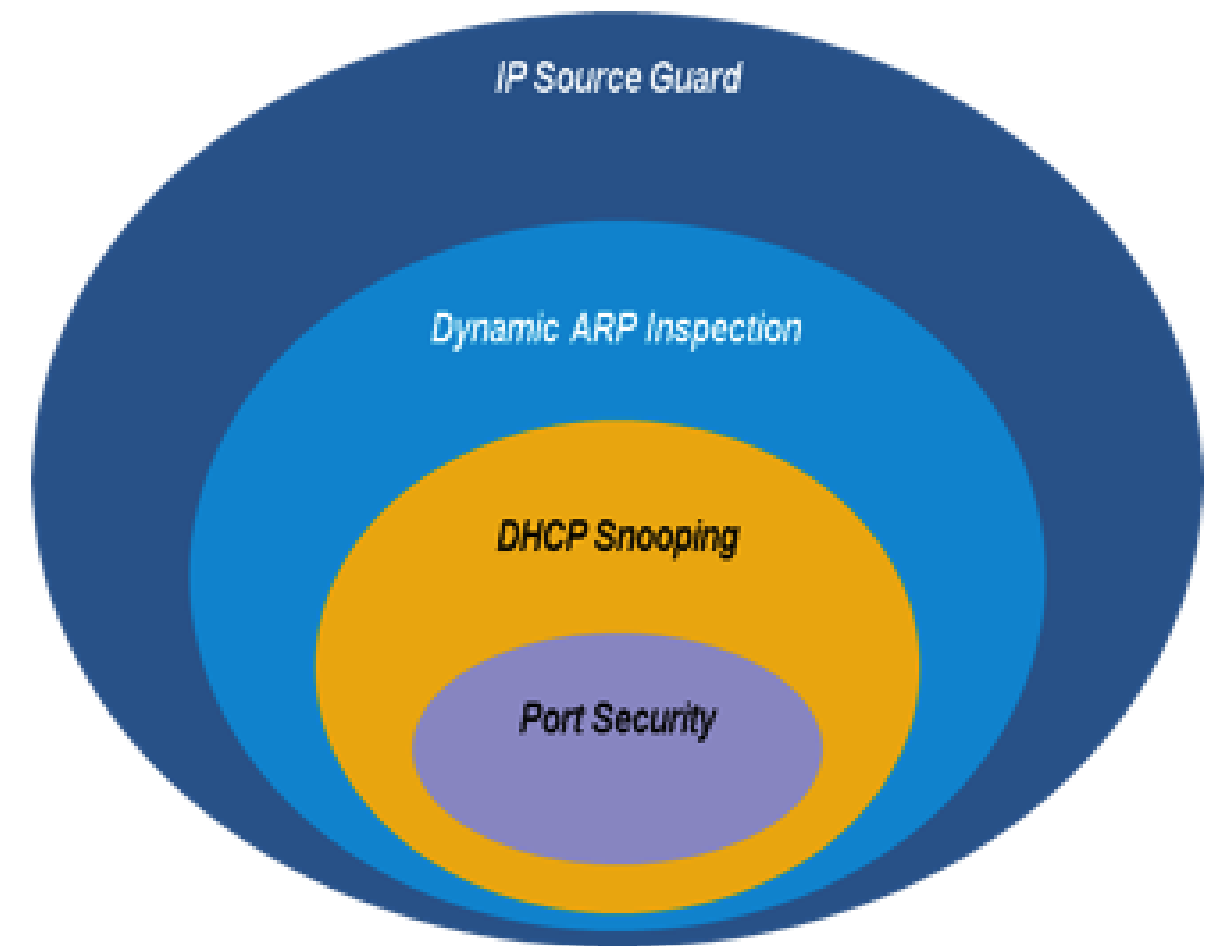 IP Source Guard
Dynamic ARP Inspection
DHCP Snooping
Port Security